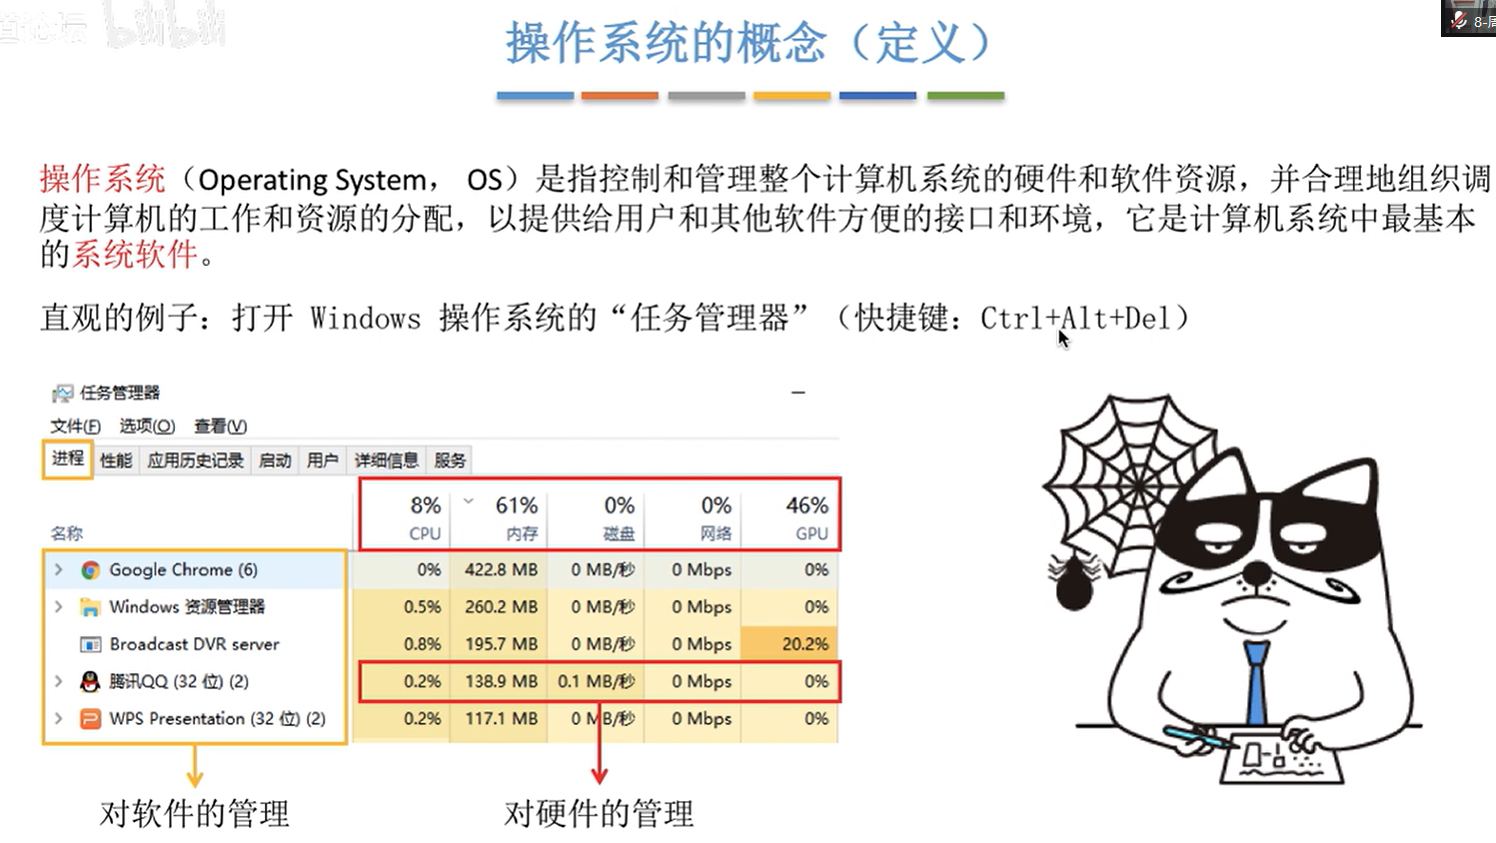 bilibili
8-周
操作系统的概念（定义）
操作系统（Operating System， OS）是指控制和管理整个计算机系统的硬件和软件资源，并合理地组织调
度计算机的工作和资源的分配，以提供给用户和其他软件方便的接口和环境，它是计算机系统中最基本
的系统软件。
直观的例子：打开 Windows 操作系统的“任务管理器”（快捷键：Ctrl+Alt+Del）
任务管理器
文件(F) 选项(O) 查看(V)
进程 性能 应用历史记录 启动 用户 详细信息 服务
8% 61% 0% 0% 46%
名称 CPU 内存 磁盘 网络 GPU
Google Chrome (6) 0% 422.8 MB 0 MB/秒 0 Mbps 0%
Windows 资源管理器 0.5% 260.2 MB 0 MB/秒 0 Mbps 0%
Broadcast DVR server 0.8% 195.7 MB 0 MB/秒 0 Mbps 20.2%
腾讯QQ (32 位) (2) 0.2% 138.9 MB 0.1 MB/秒 0 Mbps 0%
WPS Presentation (32 位) (2) 0.2% 117.1 MB 0 MB/秒 0 Mbps 0%
对软件的管理 对硬件的管理